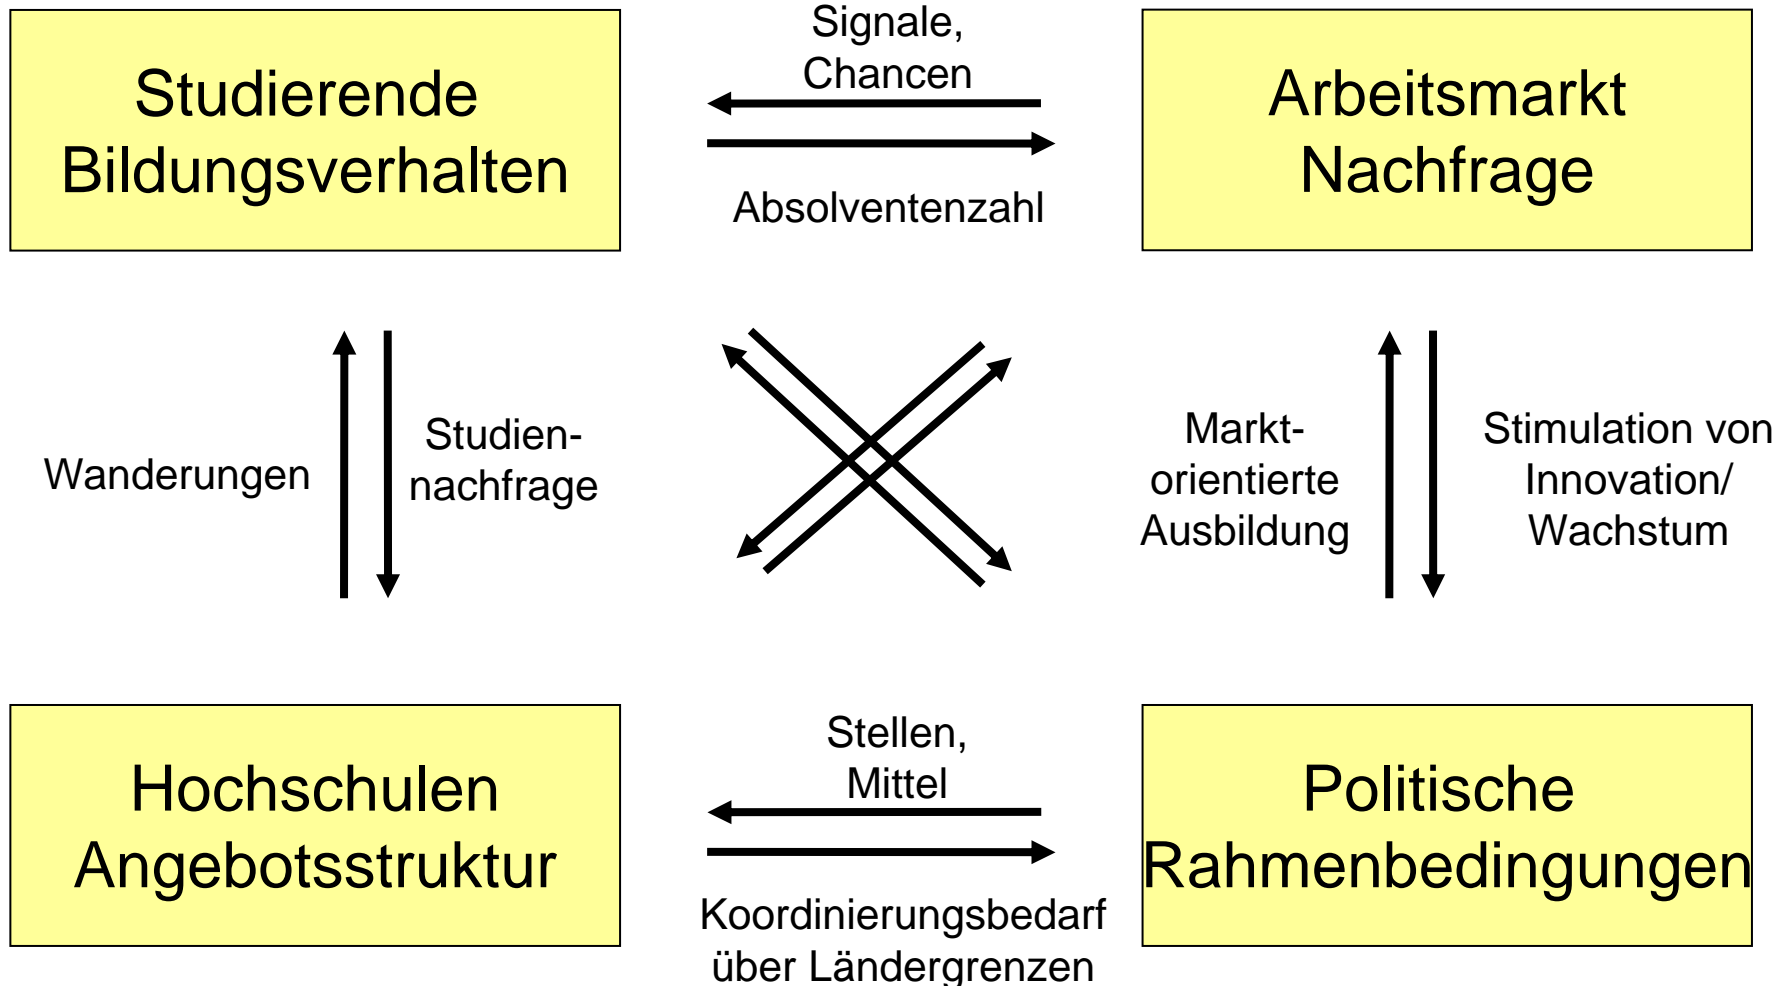 Studierende
Bildungsverhalten
Signale,
Chancen
Absolventenzahl
Arbeitsmarkt
Nachfrage
Wanderungen
Studien-
nachfrage
Markt-
orientierte
Ausbildung
Stimulation von
Innovation/
Wachstum
Hochschulen
Angebotsstruktur
Stellen,
Mittel
Koordinierungsbedarf
über Ländergrenzen
Politische
Rahmenbedingungen